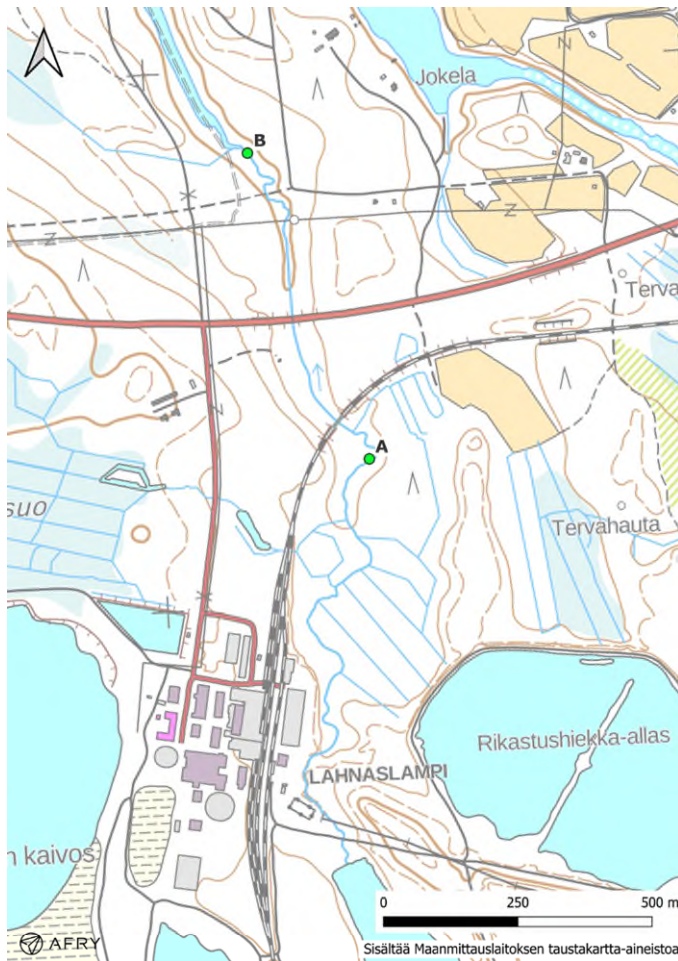 Jokela
B
Z
Z
Z
Terva
A
suo
Z
Tervahauta
Rikastushiekka-allas
LAHNASLAMPI
n kaivos
0 250 500 m
AFRY
Sisältää Maanmittauslaitoksen taustakartta-aineistoa